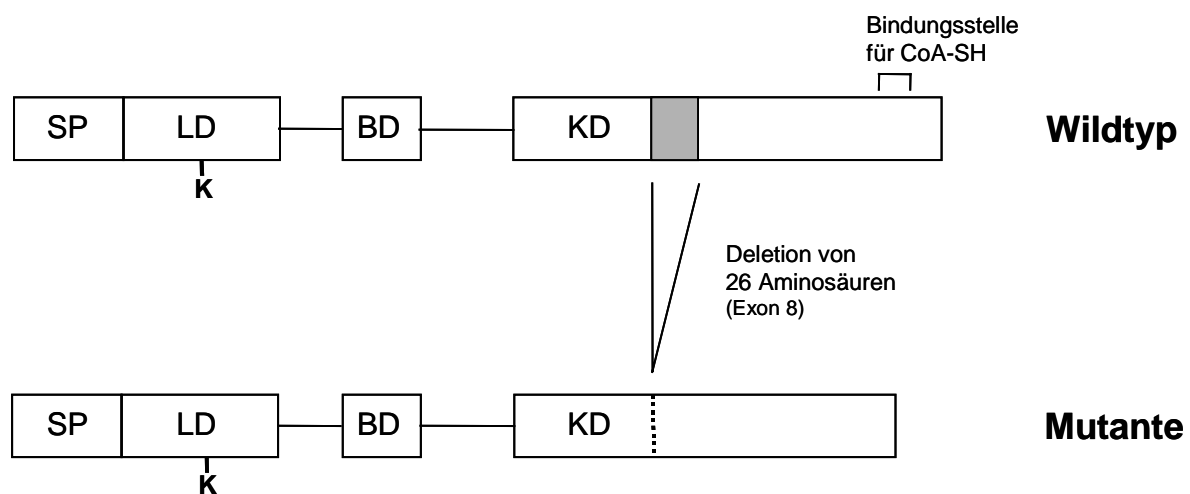 Bindungsstelle
für CoA-SH
SP LD BD KD Wildtyp
K
Deletion von
26 Aminosäuren
(Exon 8)
SP LD BD KD Mutante
K